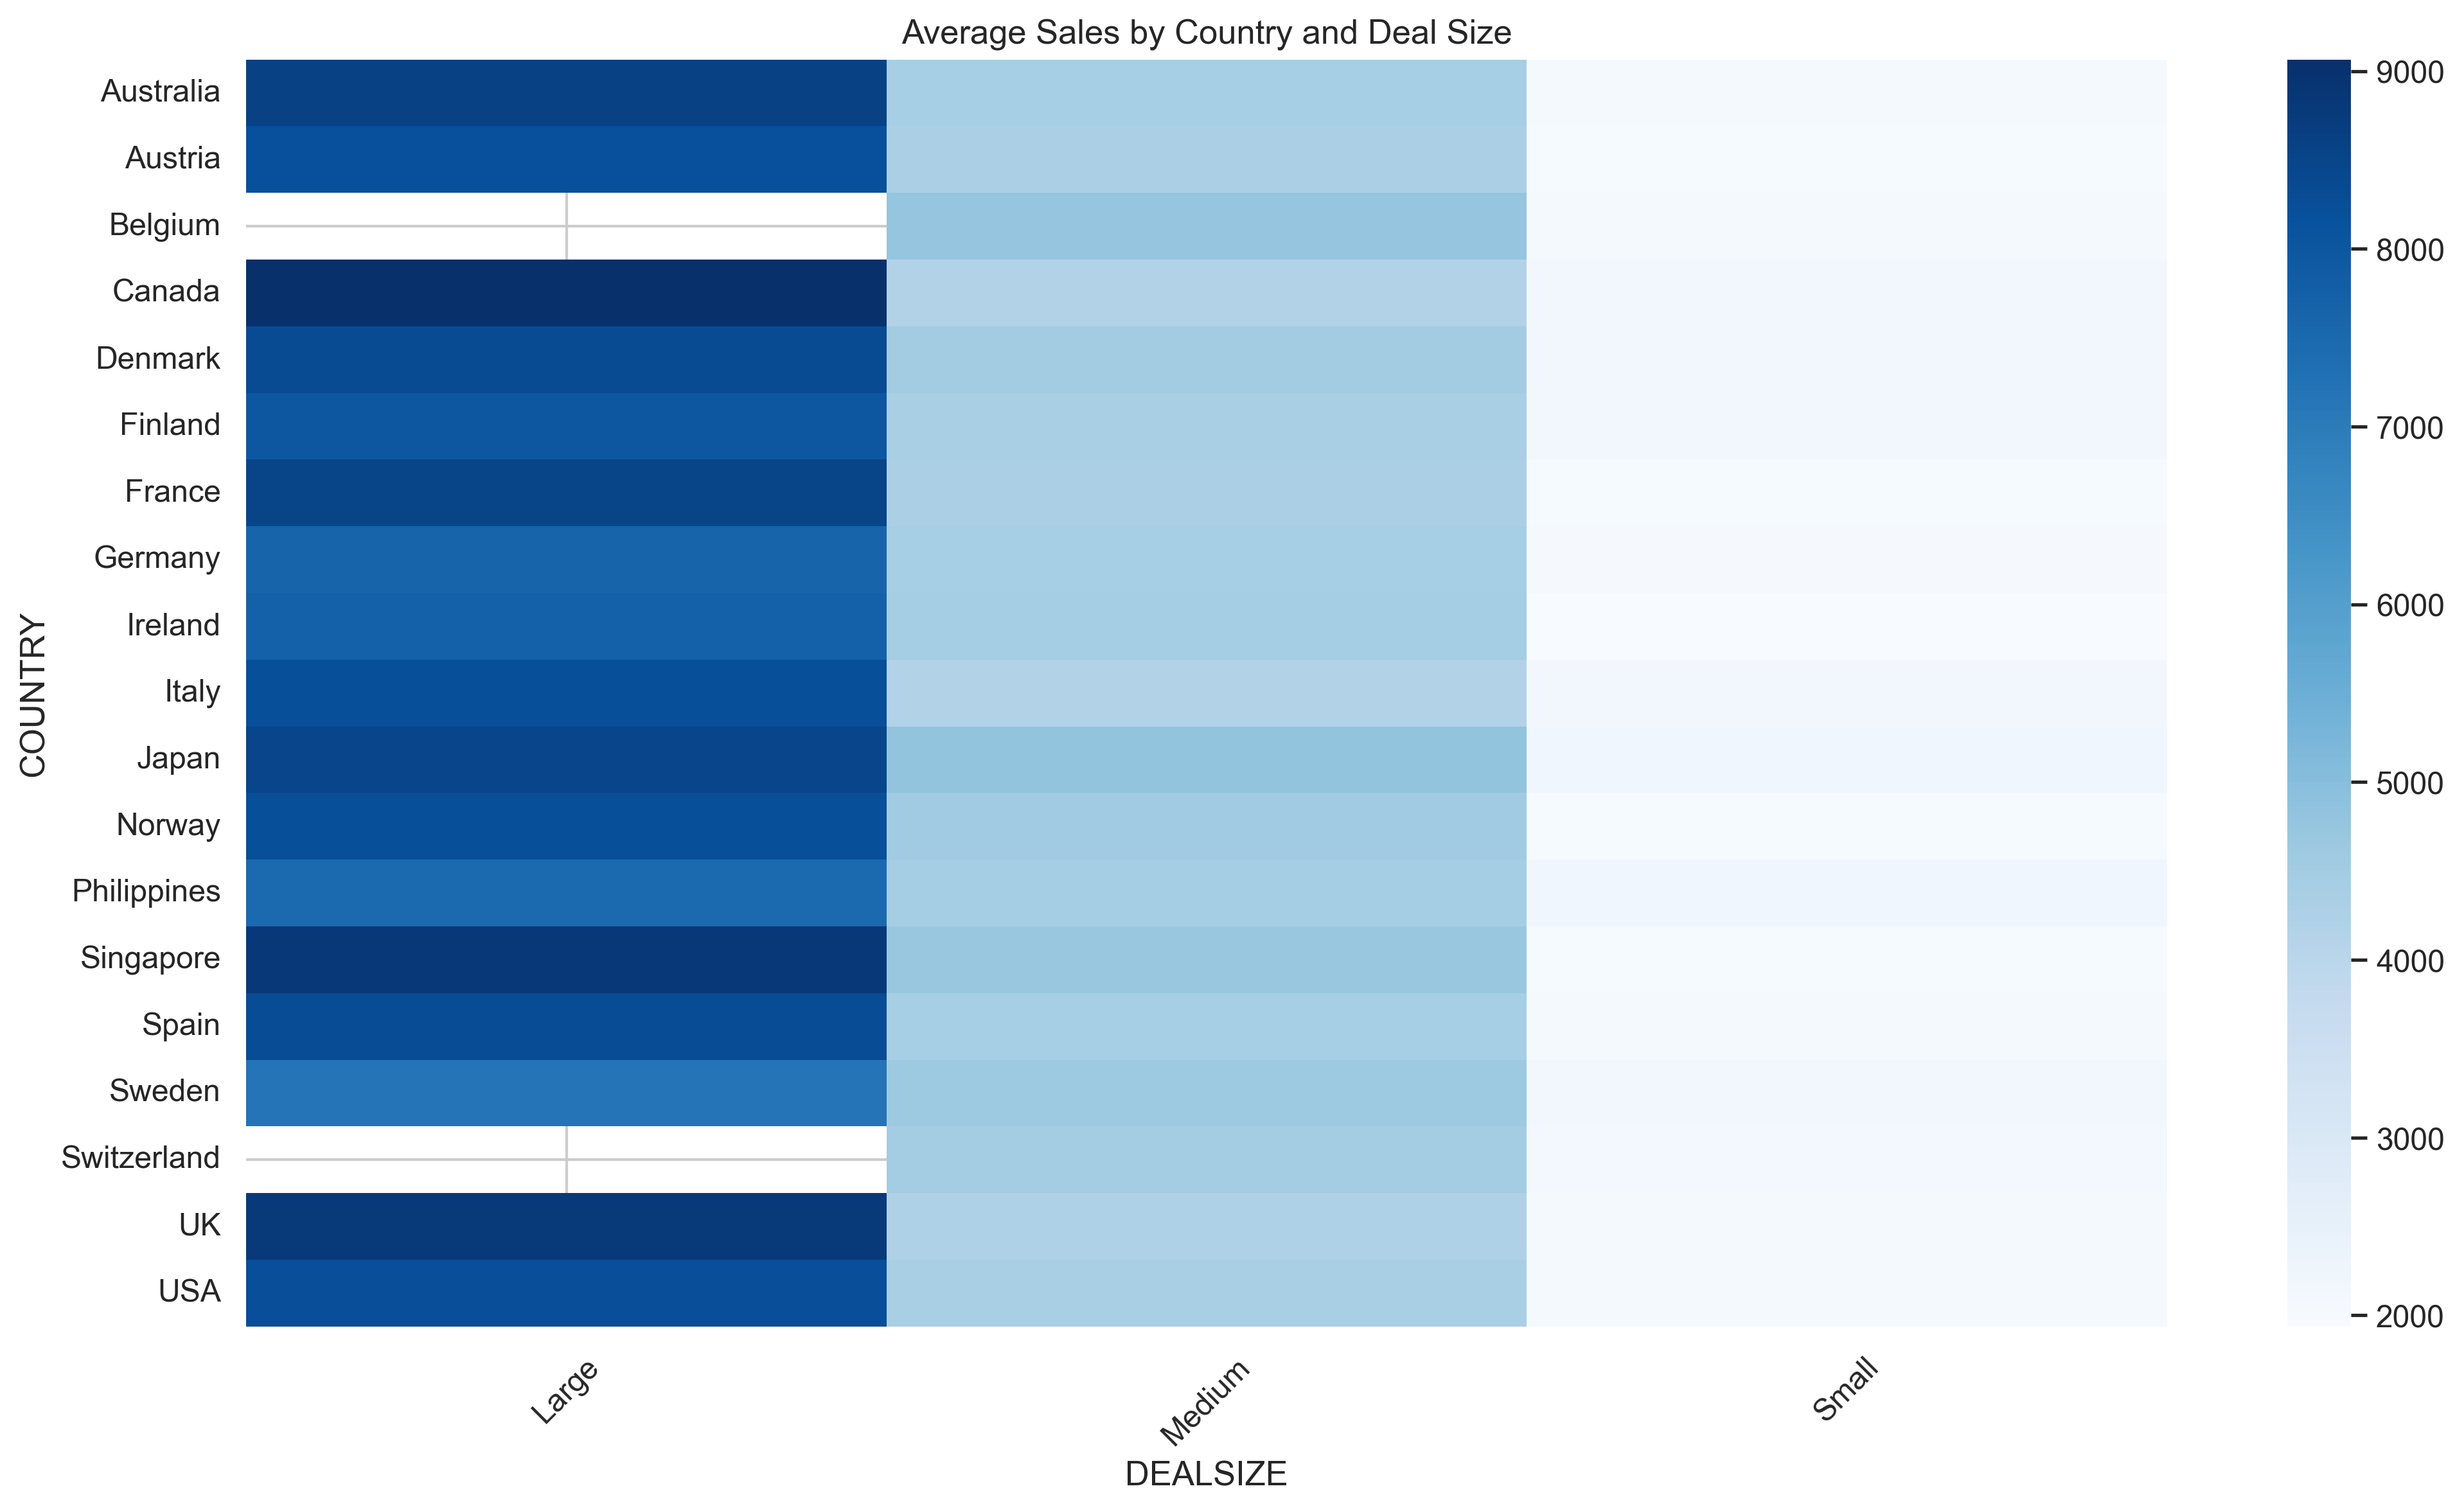 Average Sales by Country and Deal Size
COUNTRY
Australia
Austria
Belgium
Canada
Denmark
Finland
France
Germany
Ireland
Italy
Japan
Norway
Philippines
Singapore
Spain
Sweden
Switzerland
UK
USA
Large
Medium
Small
DEALSIZE
9000
8000
7000
6000
5000
4000
3000
2000